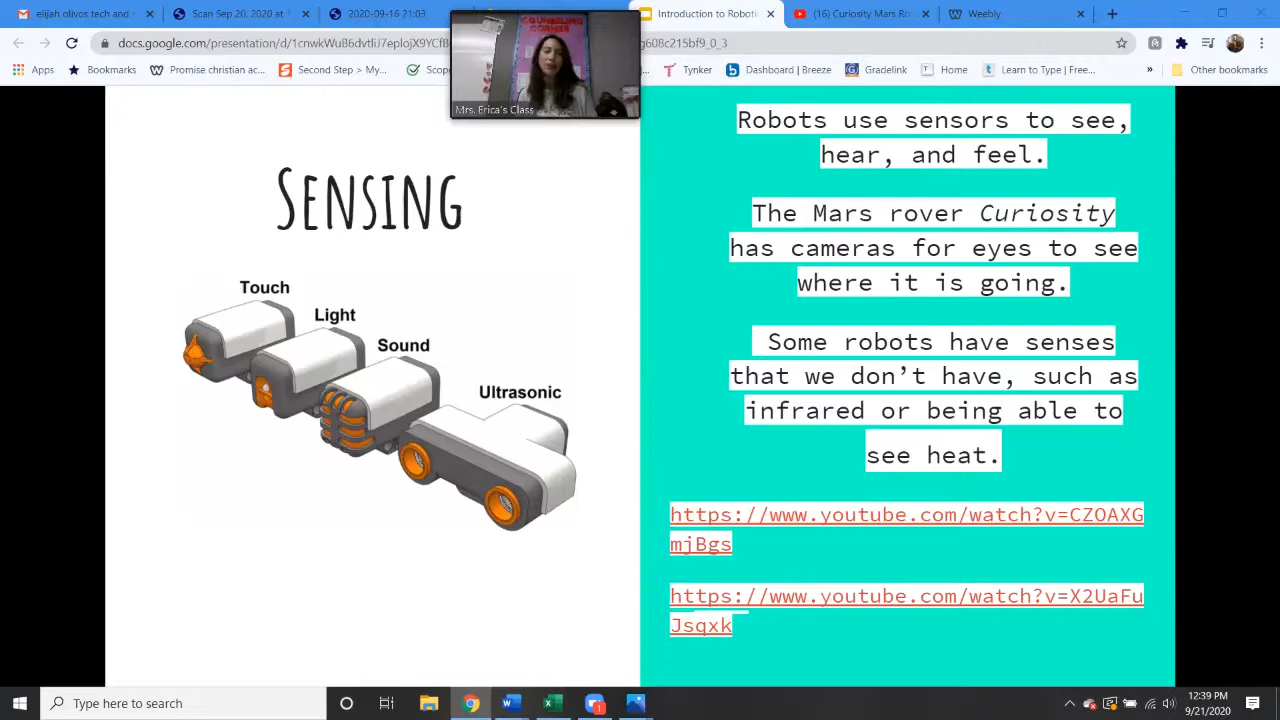 elijah olivos tech
Scan Sep 20, 2020 at
2020-09-16 21:03
Introduction to Roboti
(16) Curiosity Mars Ro
Weebly
docs.google.com/presentation/d/1cnwkWuB6dvU7eplojX9YCf8
g608c215bf9_0_3
Apps
Bookmarks
Promise christian ac...
Second Step / My...
Scop
Tynker
Dashboard | Breeze
Gradelink
Home
Learn to Type | Free...
Other bookmarks
COUNSELING
CORNER
Mrs. Erica's Class
SENSING
Touch
Light
Sound
Ultrasonic
Robots use sensors to see,
hear, and feel.
The Mars rover Curiosity
has cameras for eyes to see
where it is going.
Some robots have senses
that we don’t have, such as
infrared or being able to
see heat.
https://www.youtube.com/watch?v=CZOAXG
mjBgs
https://www.youtube.com/watch?v=X2UaFu
Jsqxk
Type here to search
12:39 PM
9/21/2020